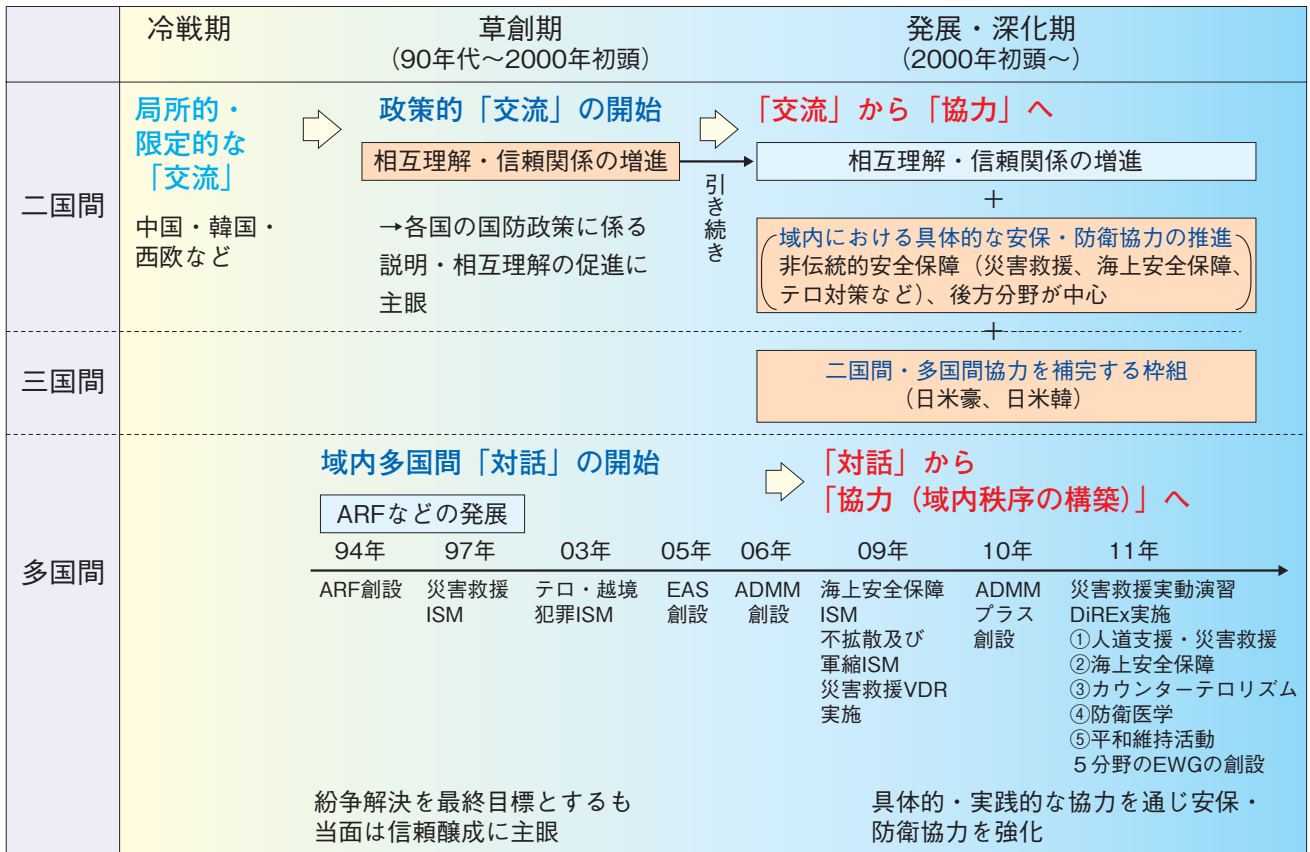 冷戦期
草創期
（90年代～2000年初頭）
発展・深化期
（2000年初頭～）
二国間
局所的・
限定的な
「交流」
中国・韓国・
西欧など
政策的「交流」の開始
相互理解・信頼関係の増進
→各国の国防政策に係る
説明・相互理解の促進に
主眼
引き続き
「交流」から「協力」へ
相互理解・信頼関係の増進
＋
域内における具体的な安保・防衛協力の推進
非伝統的安全保障（災害救援、海上安全保障、
テロ対策など）、後方分野が中心
＋
三国間
二国間・多国間協力を補完する枠組
（日米豪、日米韓）
多国間
域内多国間「対話」の開始
「対話」から
「協力（域内秩序の構築）」へ
ARFなどの発展
94年
ARF創設
97年
災害救援
ISM
03年
テロ・越境
犯罪ISM
05年
EAS
創設
06年
ADMM
創設
09年
海上安全保障
ISM
不拡散及び
軍縮ISM
災害救援VDR
実施
10年
ADMM
プラス
創設
11年
災害救援実動演習
DiREx実施
①人道支援・災害救援
②海上安全保障
③カウンターテロリズム
④防衛医学
⑤平和維持活動
５分野のEWGの創設
紛争解決を最終目標とするも
当面は信頼醸成に主眼
具体的・実践的な協力を通じ安保・
防衛協力を強化